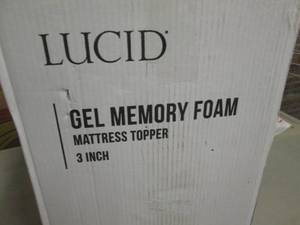 LUCID
GEL MEMORY FOAM
MATTRESS TOPPER
3 INCH